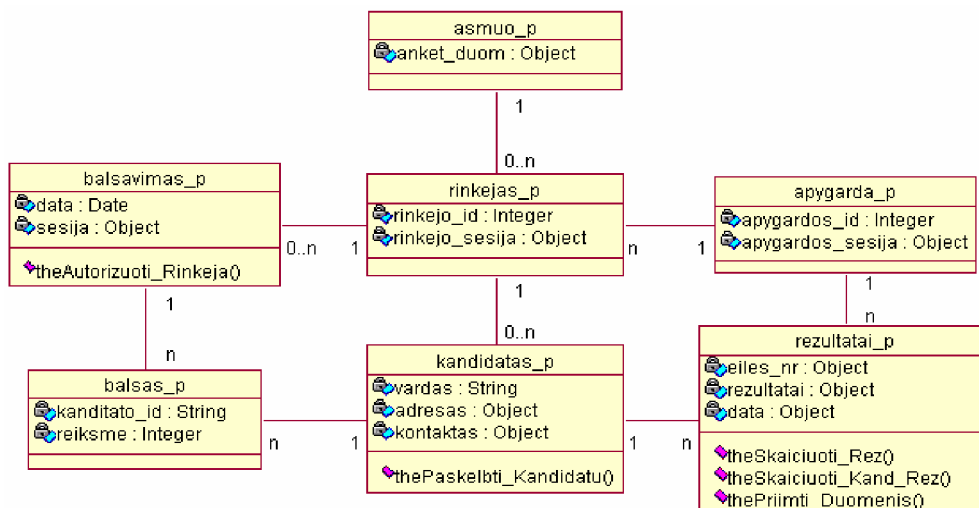 asmuo_p
anket_duom : Object
1
0..n
balsavimas_p
data : Date
sesija : Object
theAutorizuoti_Rinkeja()
0..n
1
rinkejas_p
rinkejo_id : Integer
rinkejo_sesija : Object
n
1
apygarda_p
apygardos_id : Integer
apygardos_sesija : Object
1
n
1
0..n
1
n
balsas_p
kanditato_id : String
reiksme : Integer
n
1
kandidatas_p
vardas : String
adresas : Object
kontaktas : Object
thePaskelbti_Kandidatu()
1
n
rezultatai_p
eiles_nr : Object
rezultatai : Object
data : Object
theSkaiciuoti_Rez()
theSkaiciuoti_Kand_Rez()
thePriimti_Duomenis()